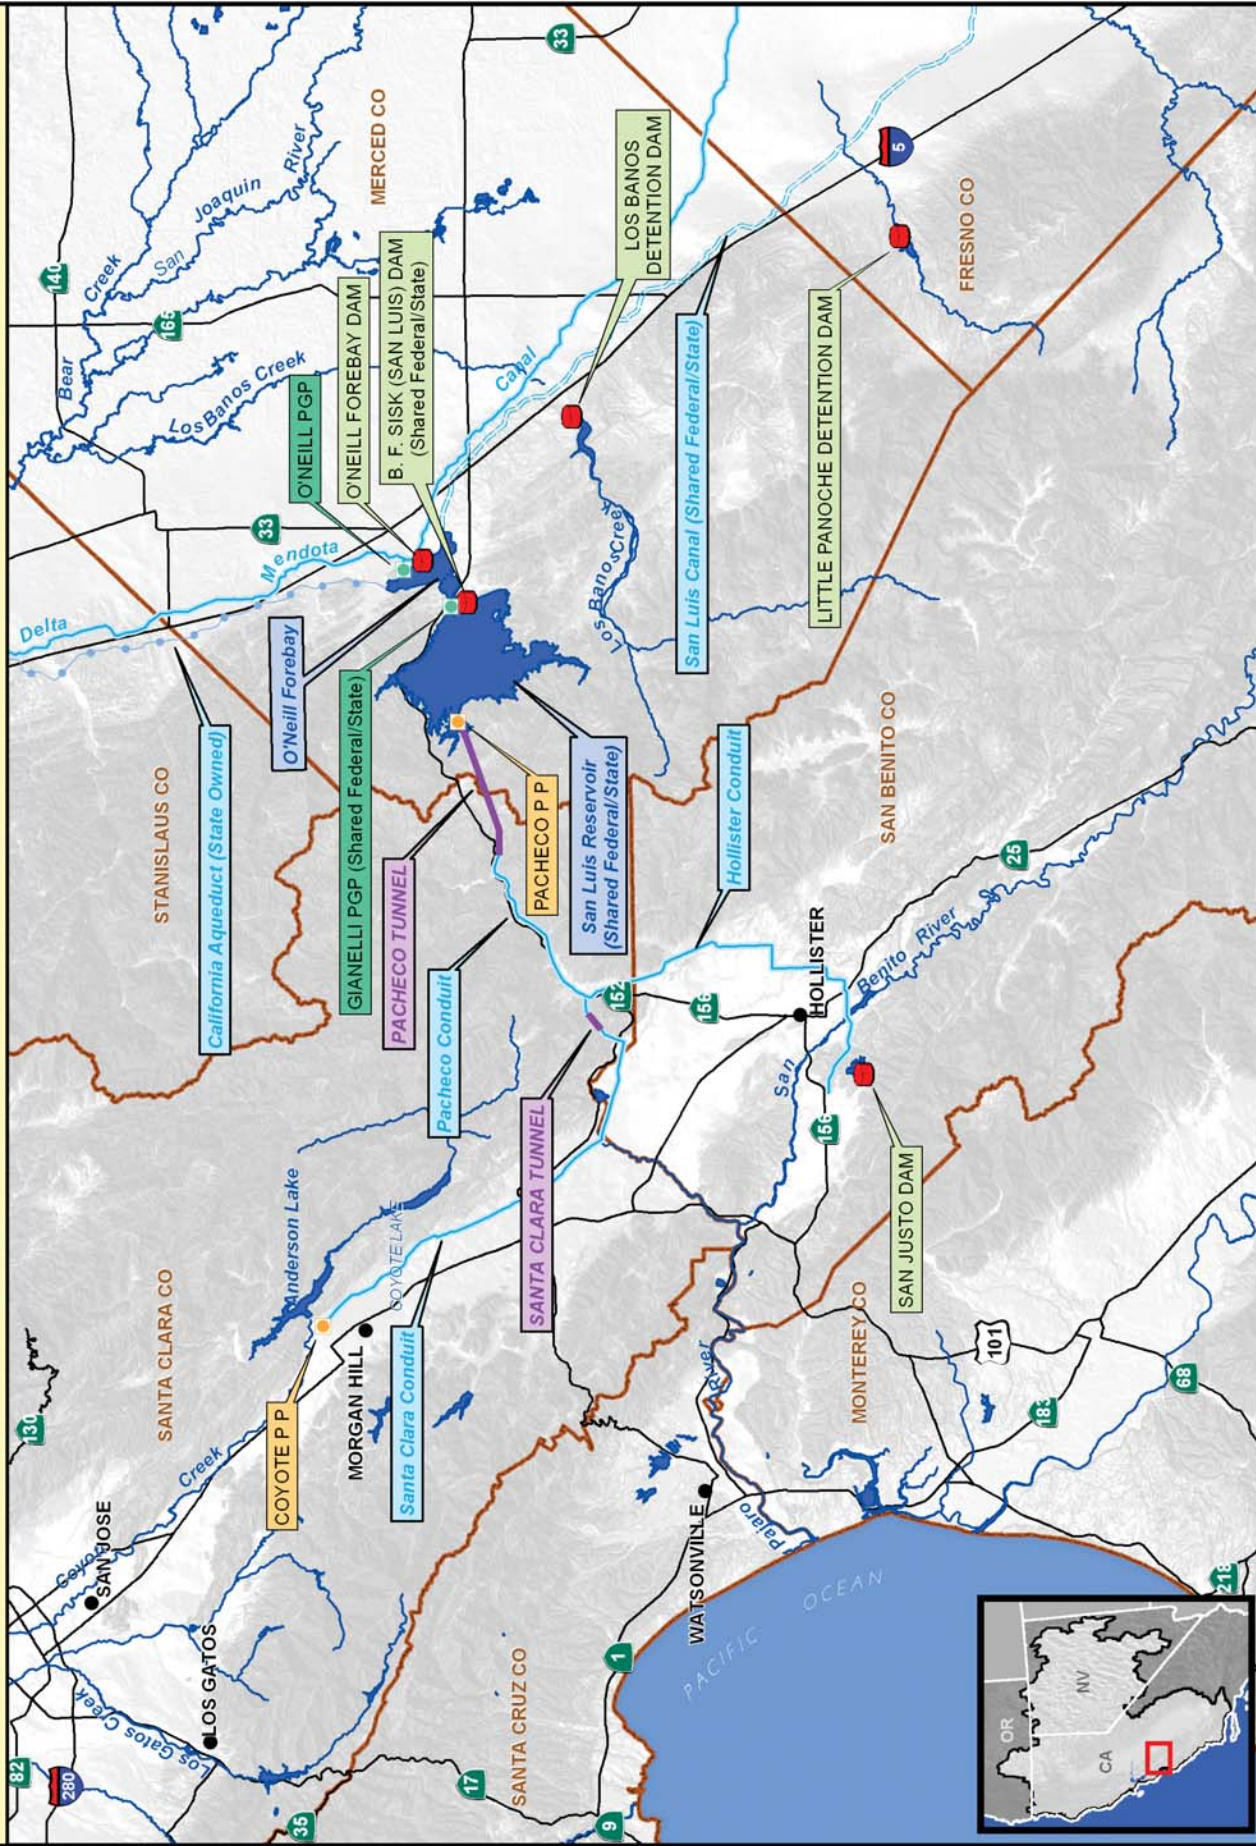 82
280
35
9
17
1
218
130
SAN JOSE
LOS GATOS
Los Gatos Creek
Coyote
Creek
SANTA CLARA CO
SANTA CRUZ CO
COYOTE P P
MORGAN HILL
Santa Clara Conduit
Anderson Lake
COYOTE LAKE
SANTA CLARA TUNNEL
Pacheco Conduit
PACHECO TUNNEL
GIANELLI PGP (Shared Federal/State)
California Aqueduct (State Owned)
STANISLAUS CO
O'Neill Forebay
PACHECO P P
San Luis Reservoir
(Shared Federal/State)
Hollister Conduit
152
156
HOLLISTER
San
Benito
River
25
156
SAN JUSTO DAM
SAN BENITO CO
MONTEREY CO
101
183
68
WATSONVILLE
Pajaro
River
PACIFIC
OCEAN
Delta
Mendota
Canal
33
140
165
33
Bear
Creek
San
Joaquin
River
Los Banos Creek
MERCED CO
O'NEILL PGP
O'NEILL FOREBAY DAM
B. F. SISK (SAN LUIS) DAM
(Shared Federal/State)
LOS BANOS
DETENTION DAM
Los Banos Creek
San Luis Canal (Shared Federal/State)
LITTLE PANOCHE DETENTION DAM
5
FRESNO CO
OR
NV
CA